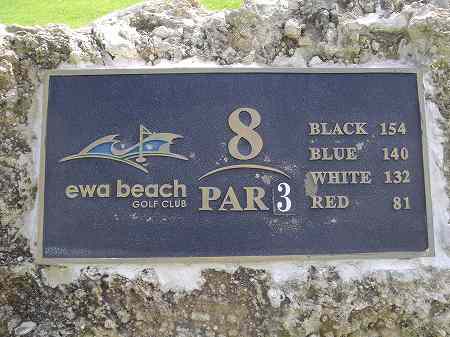 ewa beach
GOLF CLUB
8
PAR 3
BLACK 154
BLUE 140
WHITE 132
RED 81